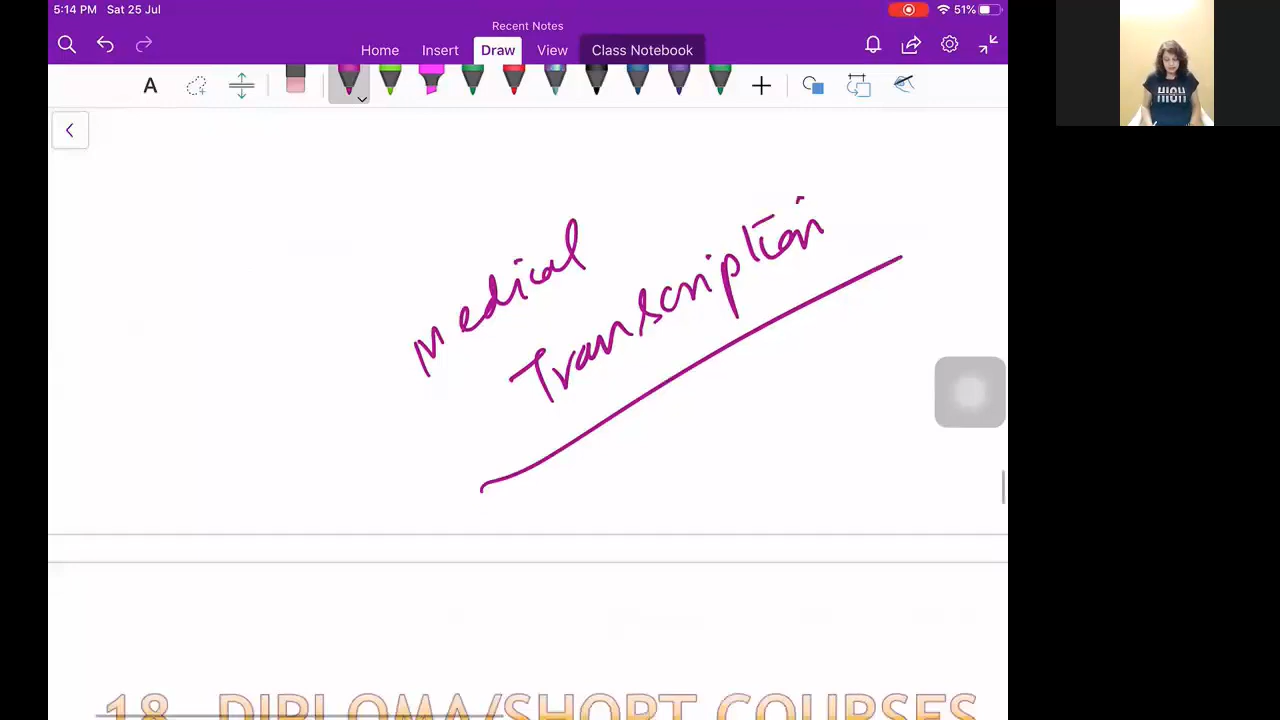 5:14 PM Sat 25 Jul
51%
Recent Notes
Home Insert Draw View Class Notebook
A
Medical
Transcription
18 DIPLOMA/SHORT COURSES
HIGH